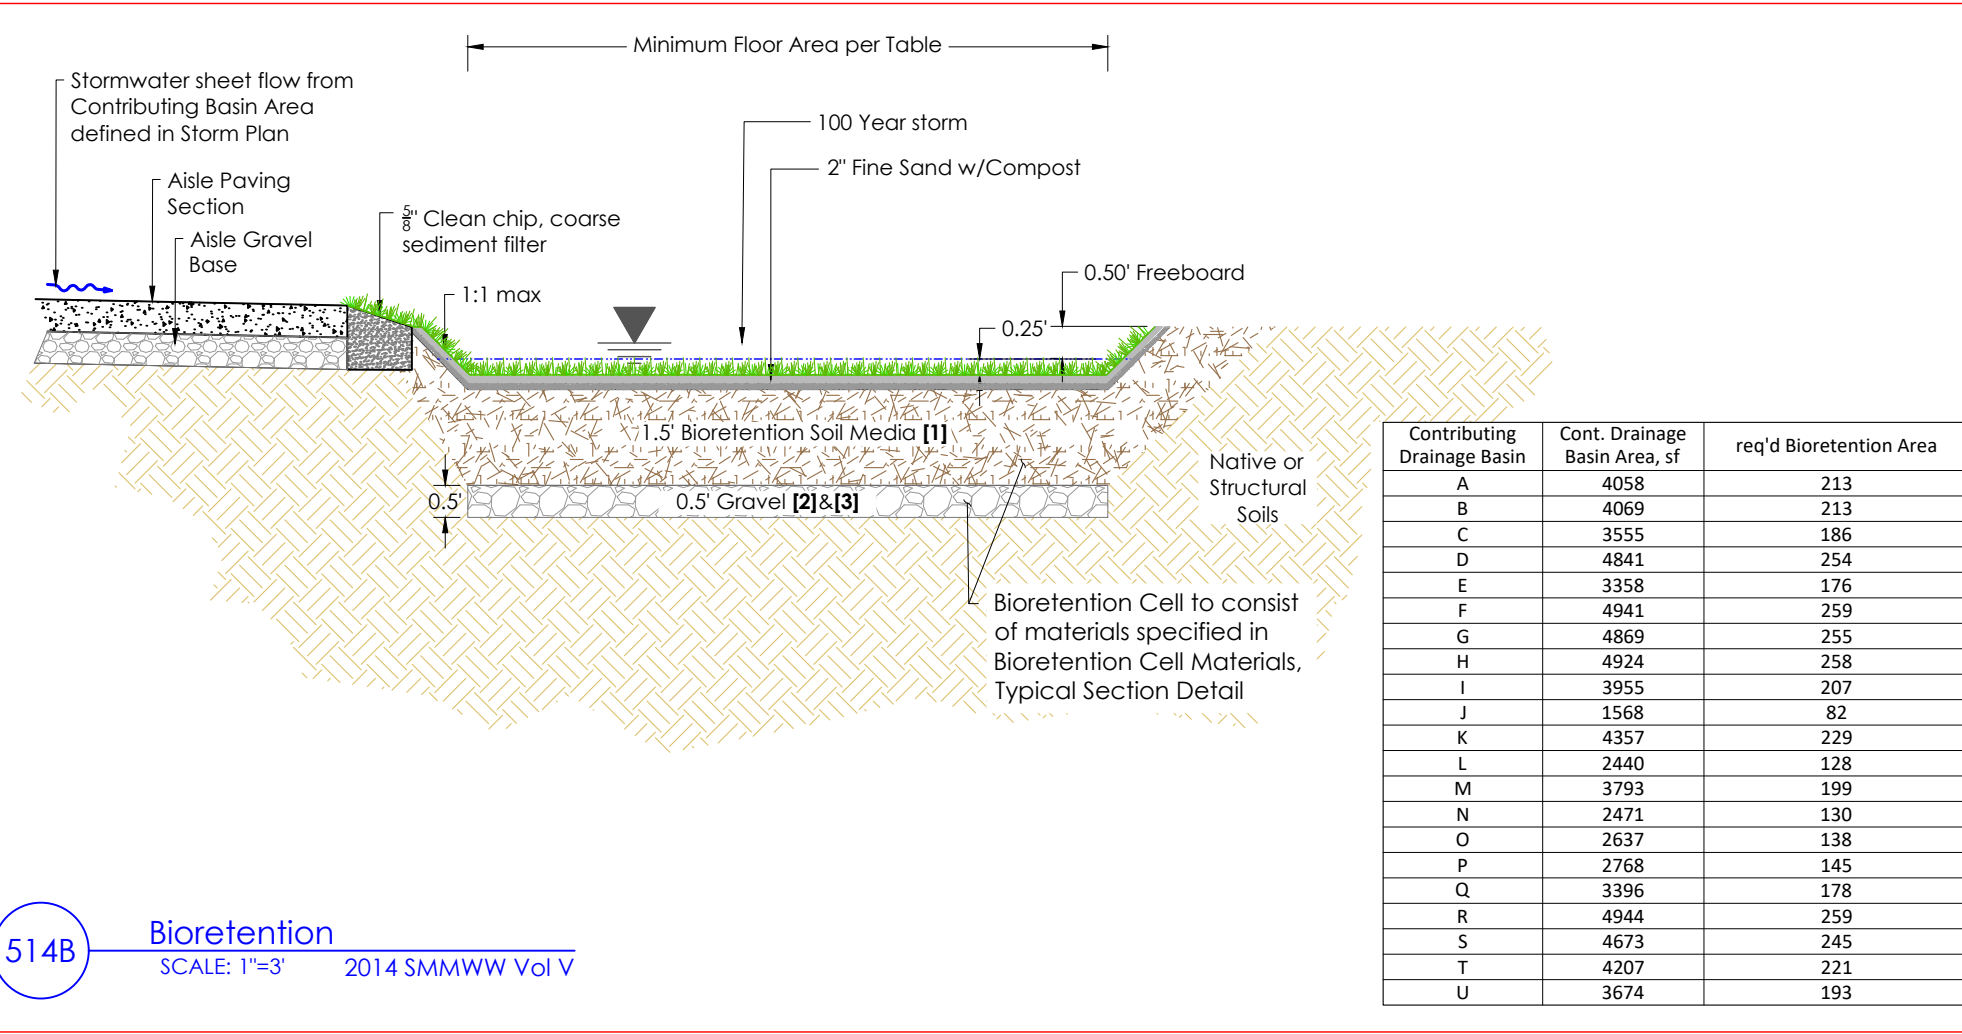 Minimum Floor Area per Table
Stormwater sheet flow from
Contributing Basin Area
defined in Storm Plan
100 Year storm
2" Fine Sand w/Compost
Aisle Paving
Section
5/8" Clean chip, coarse
sediment filter
Aisle Gravel
Base
0.50' Freeboard
1:1 max
0.25'
1.5' Bioretention Soil Media [1]
0.5'
0.5' Gravel [2]&[3]
Native or
Structural
Soils
Bioretention Cell to consist
of materials specified in
Bioretention Cell Materials,
Typical Section Detail
Contributing Drainage Basin | Cont. Drainage Basin Area, sf | req'd Bioretention Area
A 4058 213
B 4069 213
C 3555 186
D 4841 254
E 3358 176
F 4941 259
G 4869 255
H 4924 258
I 3955 207
J 1568 82
K 4357 229
L 2440 128
M 3793 199
N 2471 130
O 2637 138
P 2768 145
Q 3396 178
R 4944 259
S 4673 245
T 4207 221
U 3674 193
514B
Bioretention
SCALE: 1"=3' 2014 SMMWW Vol V